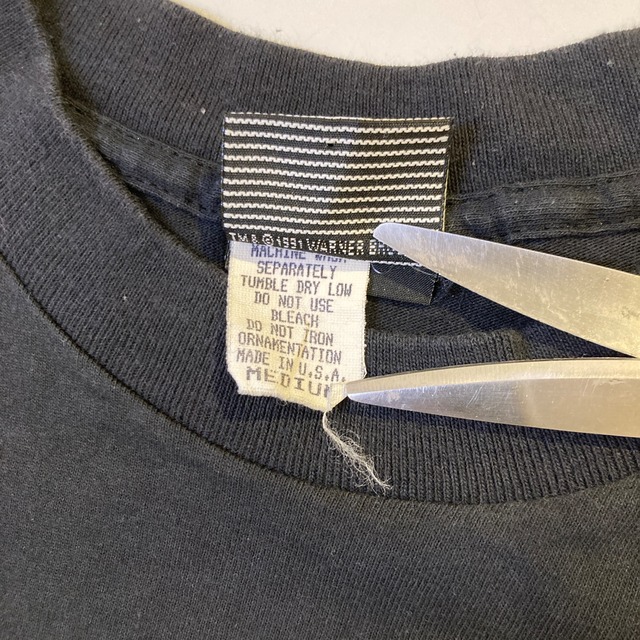 TM & © 1991 WARNER
MACHINE WASH
SEPARATELY
TUMBLE DRY LOW
DO NOT USE
BLEACH
DO NOT IRON
ORNAMENTATION
MADE IN U.S.A.
MEDIUM